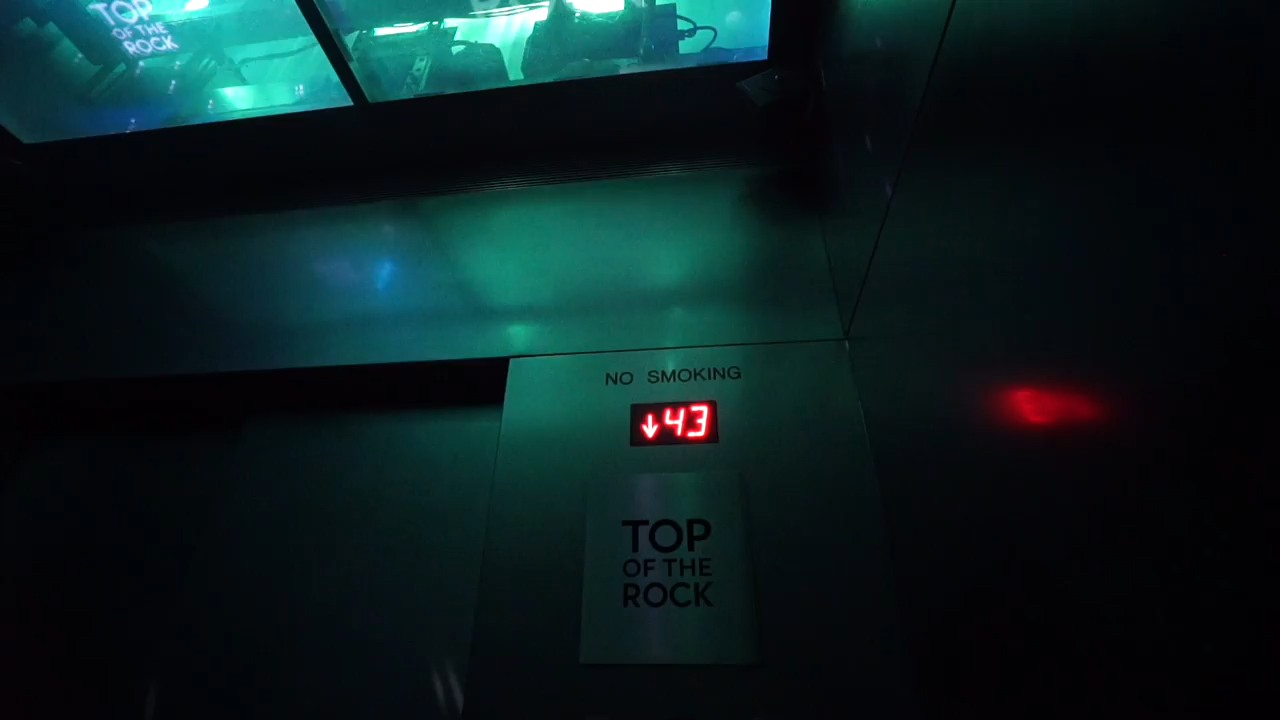 TOP
OF THE
ROCK
NO SMOKING
↓43
TOP
OF THE
ROCK